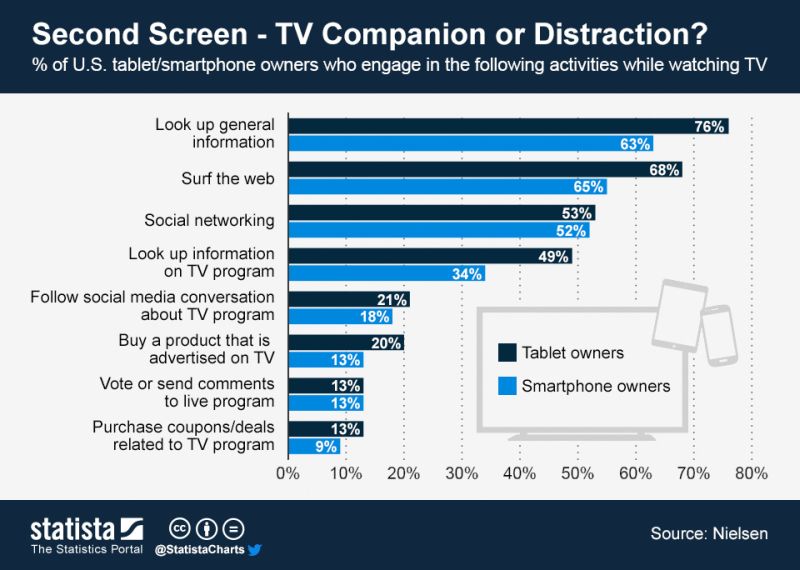 Second Screen - TV Companion or Distraction?
% of U.S. tablet/smartphone owners who engage in the following activities while watching TV
Look up general
information
76%
63%
Surf the web
68%
65%
Social networking
53%
52%
Look up information
on TV program
49%
34%
Follow social media conversation
about TV program
21%
18%
Buy a product that is
advertised on TV
20%
13%
Vote or send comments
to live program
13%
13%
Purchase coupons/deals
related to TV program
13%
9%
Tablet owners
Smartphone owners
0% 10% 20% 30% 40% 50% 60% 70% 80%
statista
The Statistics Portal
cc
@StatistaCharts
Source: Nielsen